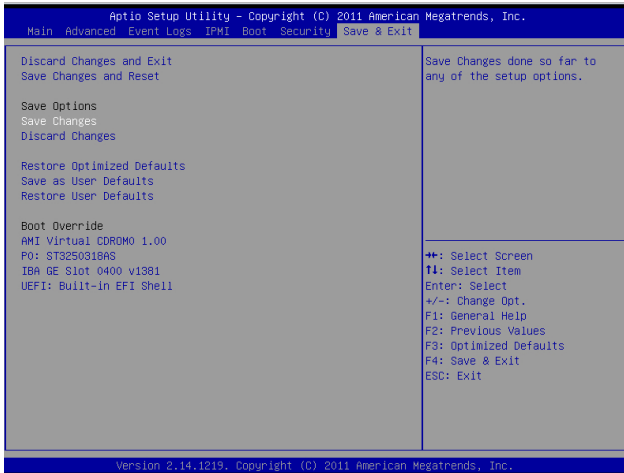 Aptio Setup Utility – Copyright (C) 2011 American Megatrends, Inc.
Main Advanced Event Logs IPMI Boot Security Save & Exit
Discard Changes and Exit
Save Changes and Reset
Save Options
Save Changes
Discard Changes
Restore Optimized Defaults
Save as User Defaults
Restore User Defaults
Boot Override
AMI Virtual CDROM0 1.00
P0: ST3250318AS
IBA GE Slot 0400 v1381
UEFI: Built-in EFI Shell
Save Changes done so far to
any of the setup options.
→←: Select Screen
↑↓: Select Item
Enter: Select
+/-: Change Opt.
F1: General Help
F2: Previous Values
F3: Optimized Defaults
F4: Save & Exit
ESC: Exit
Version 2.14.1219. Copyright (C) 2011 American Megatrends, Inc.